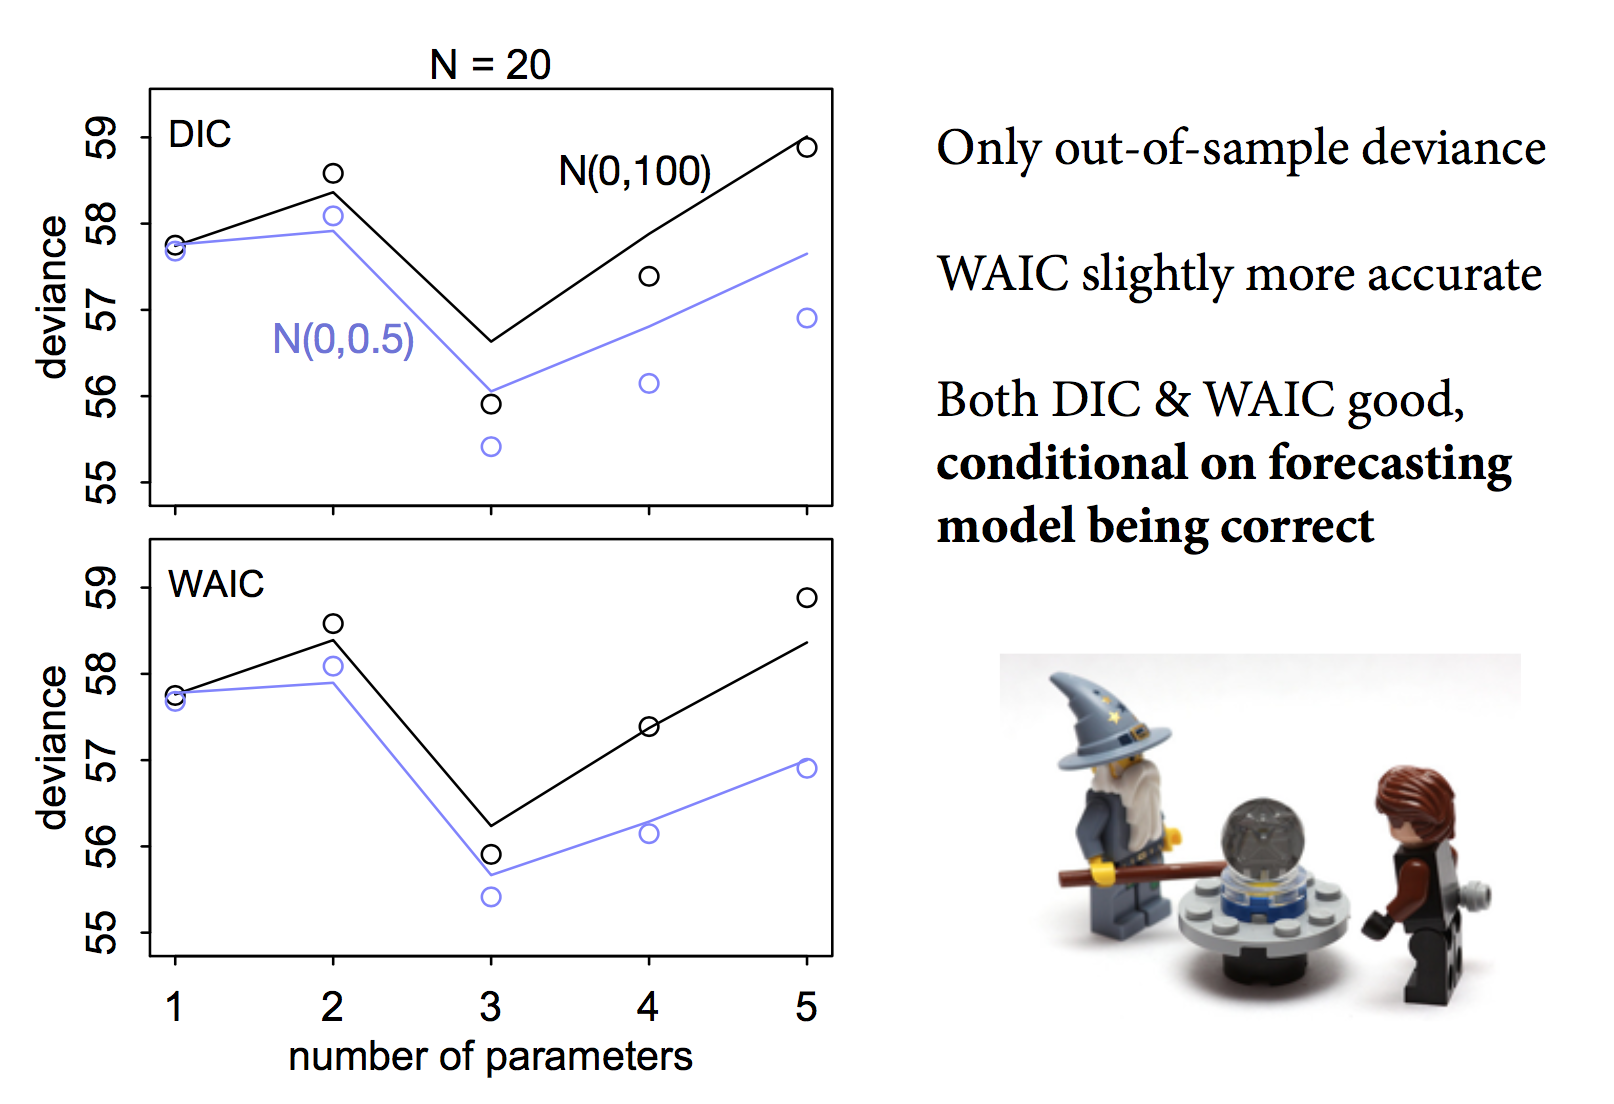 N = 20
DIC
N(0,100)
N(0,0.5)
deviance
59
58
57
56
55
WAIC
deviance
59
58
57
56
55
1 2 3 4 5
number of parameters
Only out-of-sample deviance
WAIC slightly more accurate
Both DIC & WAIC good,
conditional on forecasting
model being correct